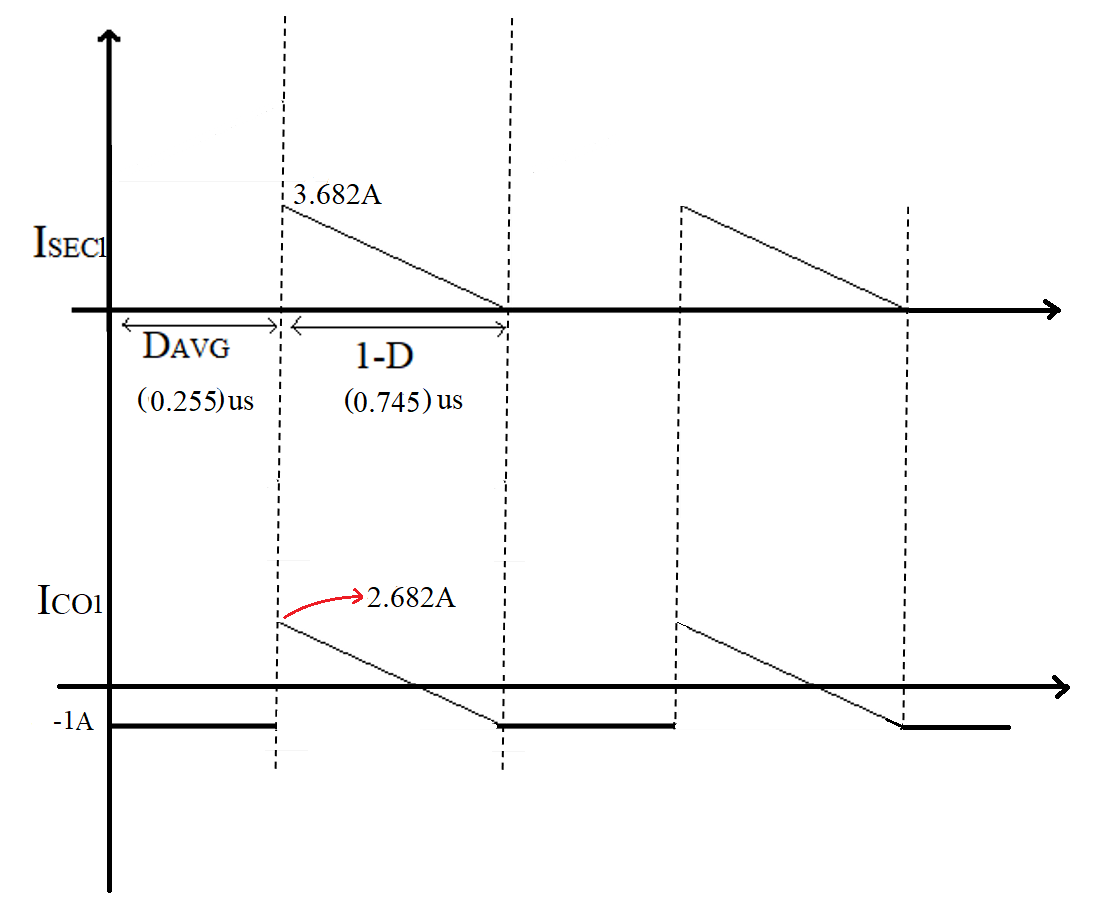 3.682A
ISEC1
DAVG
1-D
(0.255)us
(0.745)us
ICO1
2.682A
-1A